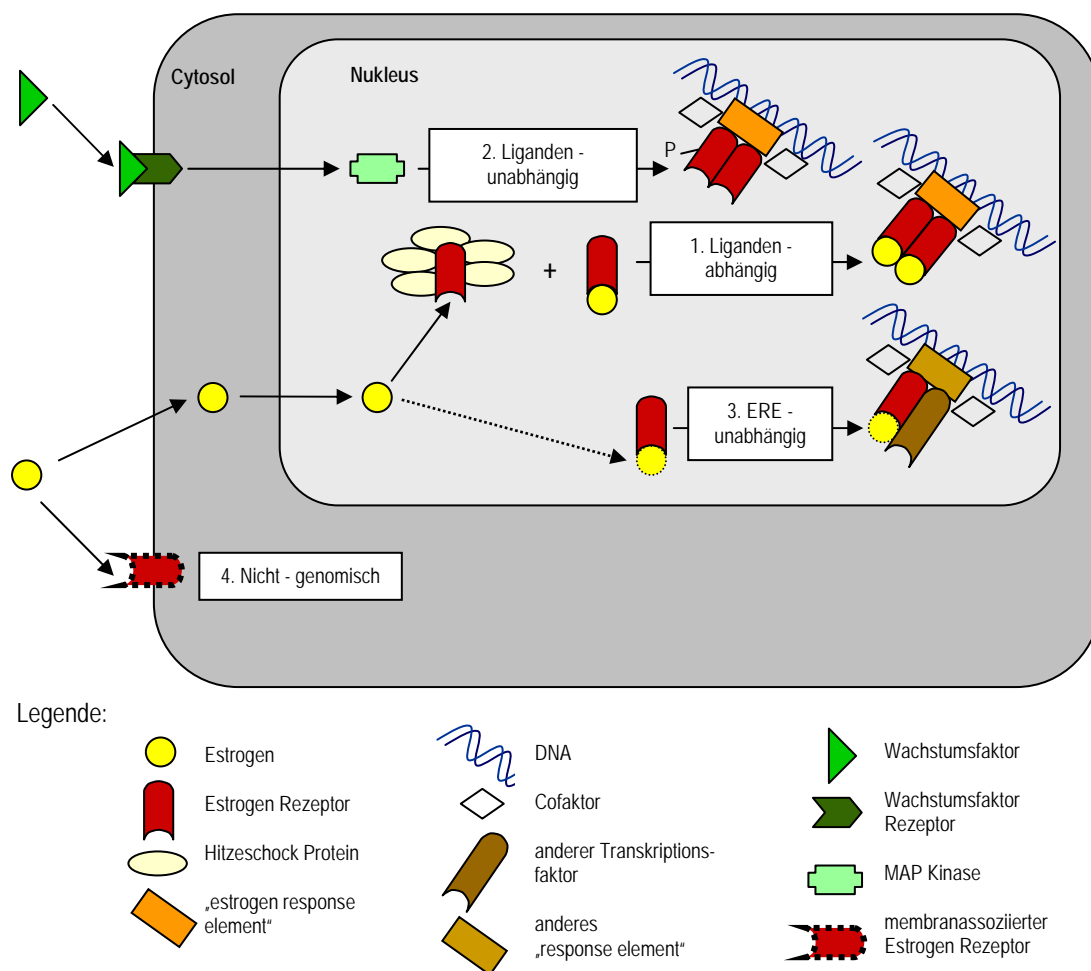 Cytosol
Nukleus
P
2. Liganden -
unabhängig
1. Liganden -
abhängig
+
3. ERE -
unabhängig
4. Nicht - genomisch
Legende:
Estrogen
Estrogen Rezeptor
Hitzeschock Protein
„estrogen response
element“
DNA
Cofaktor
anderer Transkriptions-
faktor
anderes
„response element“
Wachstumsfaktor
Wachstumsfaktor
Rezeptor
MAP Kinase
membranassoziierter
Estrogen Rezeptor